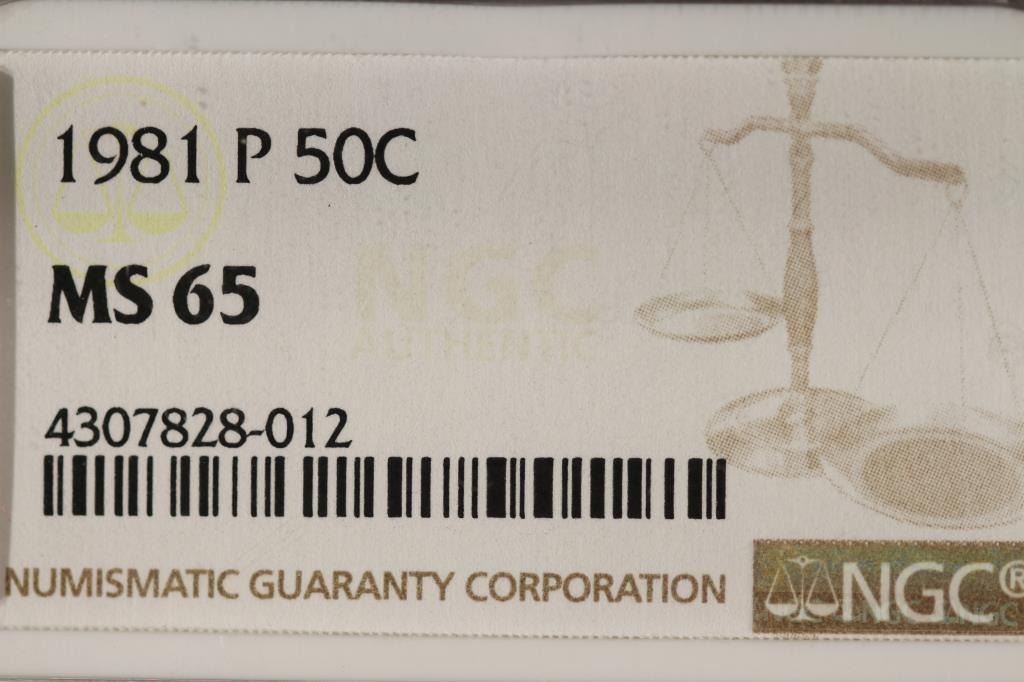 1981 P 50C
MS 65
NGC
AUTHENTIC
4307828-012
NUMISMATIC GUARANTY CORPORATION
NGC®